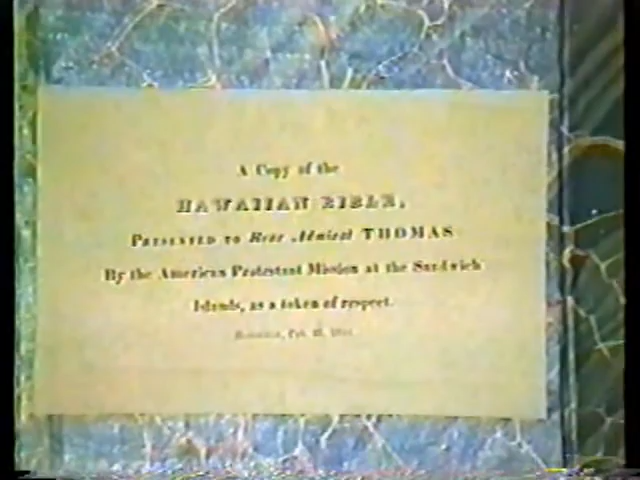 A Copy of the
HAWAIIAN BIBLE,
PRESENTED TO Rear Admiral THOMAS
By the American Protestant Mission at the Sandwich
Islands, as a token of respect.
Feb.